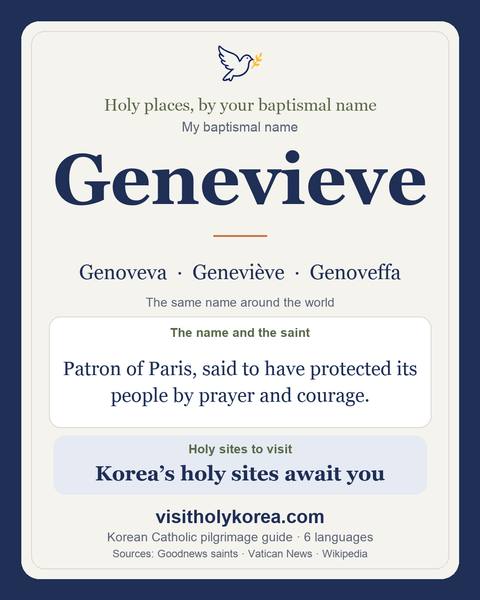 Holy places, by your baptismal name
My baptismal name
Genevieve
Genoveva · Geneviève · Genoveffa
The same name around the world
The name and the saint
Patron of Paris, said to have protected its
people by prayer and courage.
Holy sites to visit
Korea’s holy sites await you
visitholykorea.com
Korean Catholic pilgrimage guide · 6 languages
Sources: Goodnews saints · Vatican News · Wikipedia